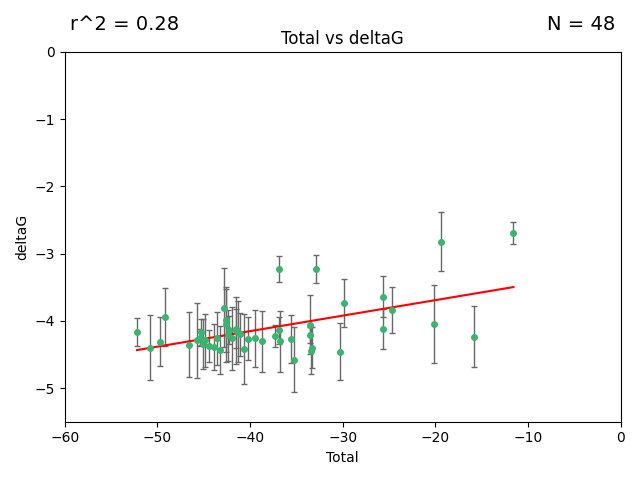 r^2 = 0.28
N = 48
Total vs deltaG
0
−1
−2
−3
−4
−5
deltaG
−60
−50
−40
−30
−20
−10
0
Total